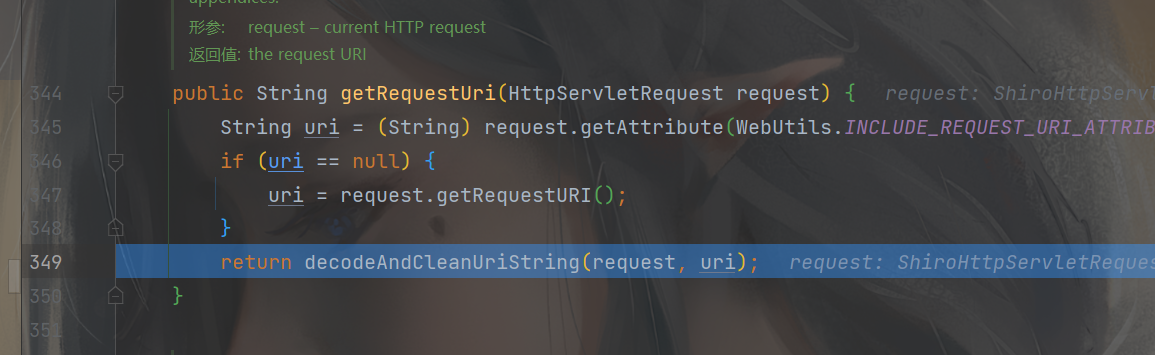 appendices.
形参: request – current HTTP request
返回值: the request URI
344 public String getRequestUri(HttpServletRequest request) { request: ShiroHttpServl
345 String uri = (String) request.getAttribute(WebUtils.INCLUDE_REQUEST_URI_ATTRIB
346 if (uri == null) {
347 uri = request.getRequestURI();
348 }
349 return decodeAndCleanUriString(request, uri); request: ShiroHttpServletReques
350 }
351